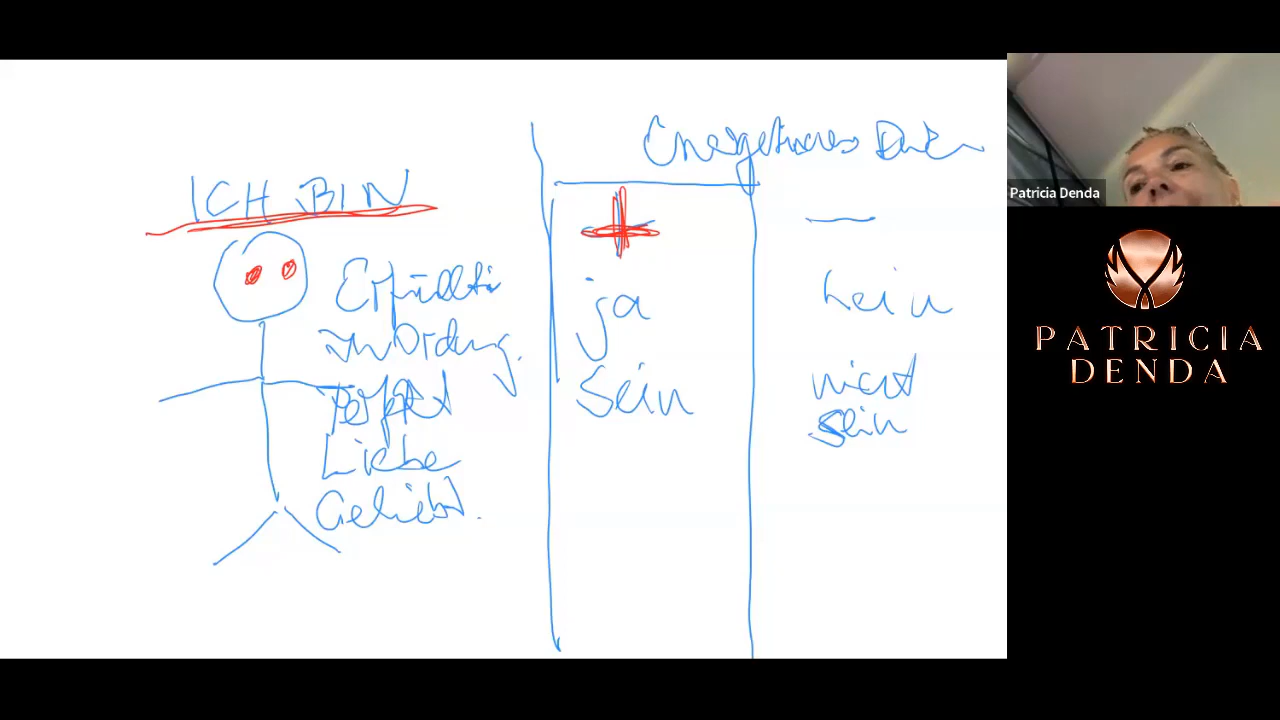 ICH BIN
Erfüllt
in Ordnung.
Perfekt
Liebe
Geliebt.
Energetisches
+
ja
sein
—
nein
nicht
sein
Patricia Denda
PATRICIA
DENDA